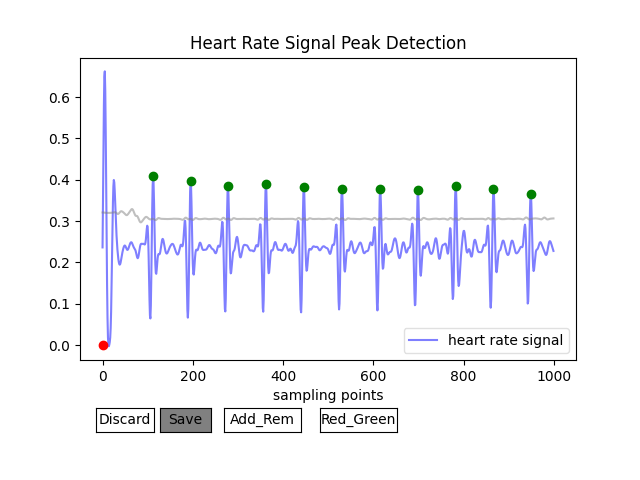 Heart Rate Signal Peak Detection
0.6
0.5
0.4
0.3
0.2
0.1
0.0
heart rate signal
0 200 400 600 800 1000
sampling points
Discard Save Add_Rem Red_Green